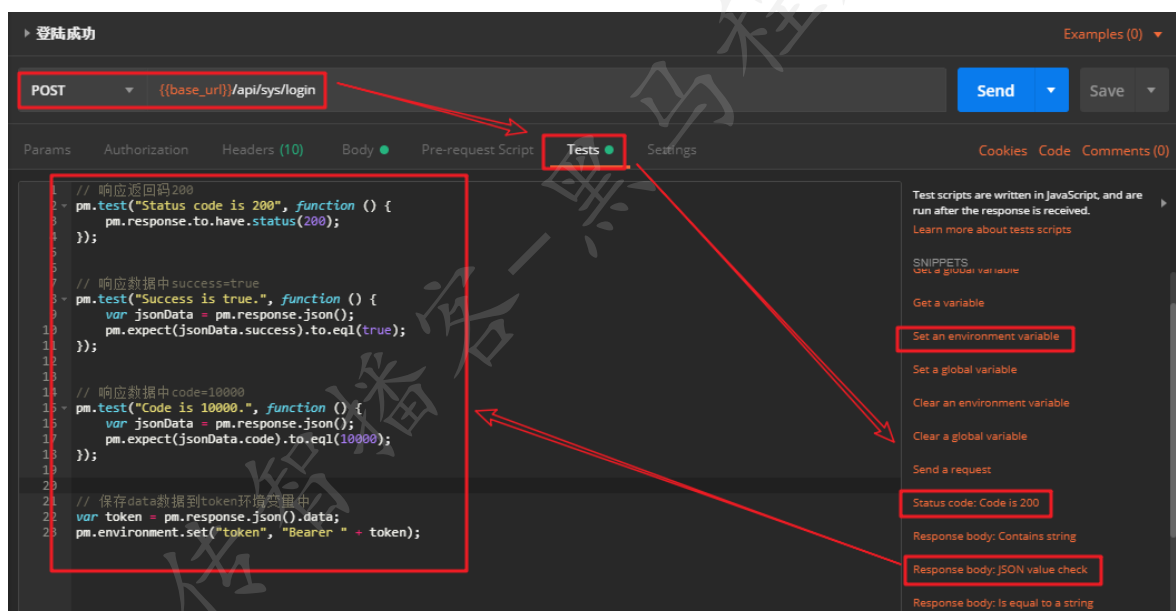 登陆成功
Examples (0)
POST
{{base_url}}/api/sys/login
Send
Save
Params
Authorization
Headers (10)
Body
Pre-request Script
Tests
Settings
Cookies
Code
Comments (0)
1 // 响应返回码200
2 pm.test("Status code is 200", function () {
3 pm.response.to.have.status(200);
4 });
5
6
7 // 响应数据中success=true
8 pm.test("Success is true.", function () {
9 var jsonData = pm.response.json();
10 pm.expect(jsonData.success).to.eql(true);
11 });
12
13
14 // 响应数据中code=10000
15 pm.test("Code is 10000.", function () {
16 var jsonData = pm.response.json();
17 pm.expect(jsonData.code).to.eql(10000);
18 });
19
20
21 // 保存data数据到token环境变量中
22 var token = pm.response.json().data;
23 pm.environment.set("token", "Bearer " + token);
Test scripts are written in JavaScript, and are
run after the response is received.
Learn more about tests scripts
SNIPPETS
Get a global variable
Get a variable
Set an environment variable
Set a global variable
Clear an environment variable
Clear a global variable
Send a request
Status code: Code is 200
Response body: Contains string
Response body: JSON value check
Response body: Is equal to a string
传智播客—黑马程